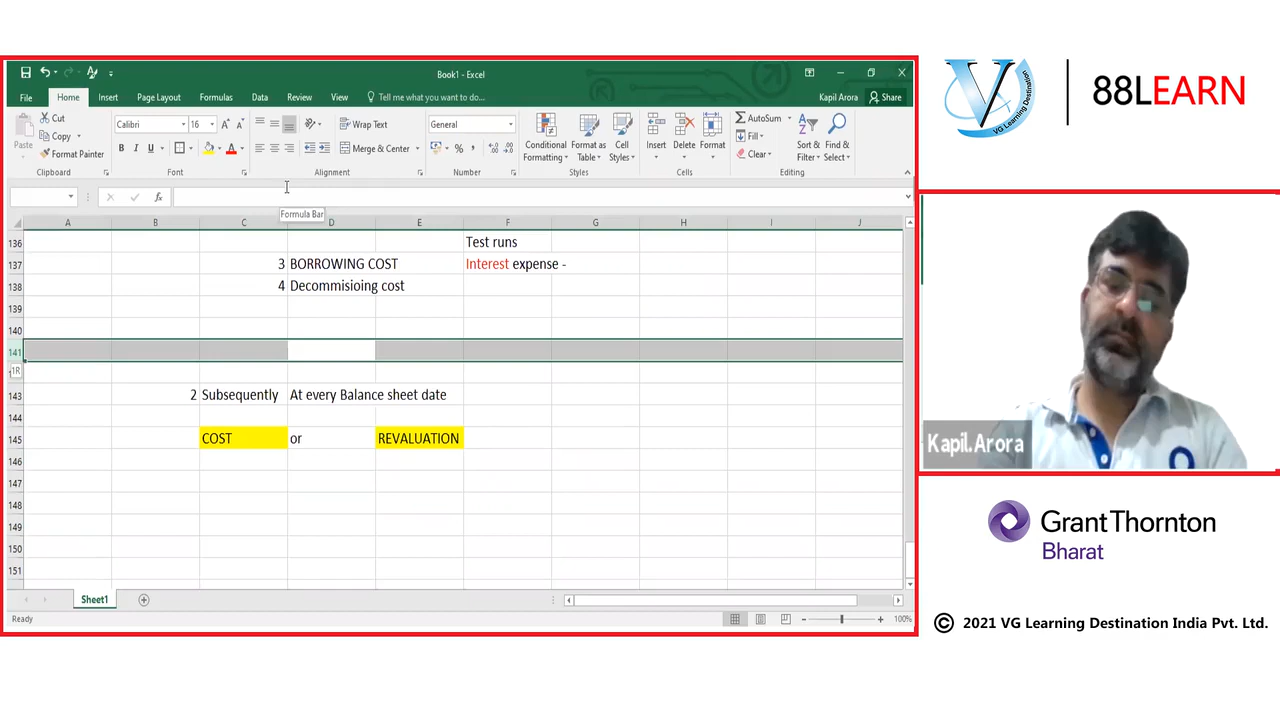 Book1 - Excel
File Home Insert Page Layout Formulas Data Review View Tell me what you want to do... Kapil Arora Share
Paste Cut Copy Format Painter Clipboard
Calibri 16 A A B I U A Font
Wrap Text Merge & Center Alignment
General % , Number
Conditional Formatting Format as Table Cell Styles Styles
Insert Delete Format Cells
AutoSum Fill Clear Sort & Filter Find & Select Editing
fx
Formula Bar
A B C D E F G H I J
136 Test runs
137 3 BORROWING COST Interest expense -
138 4 Decommisioing cost
139
140
141
1R
143 2 Subsequently At every Balance sheet date
144
145 COST or REVALUATION
146
147
148
149
150
151
Sheet1
Ready 100%
VG Learning Destination
88LEARN
Kapil.Arora
Grant Thornton
Bharat
© 2021 VG Learning Destination India Pvt. Ltd.